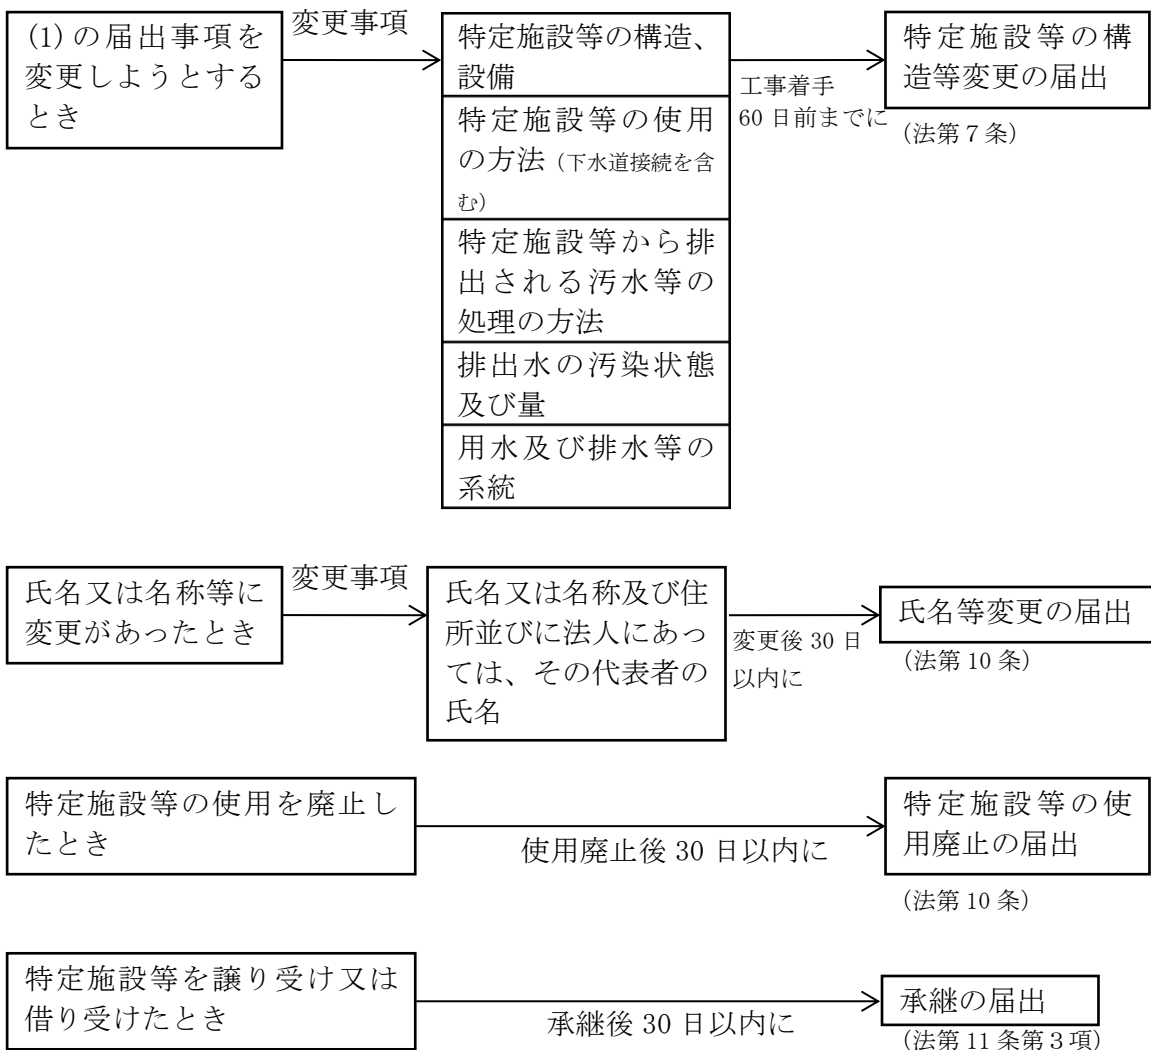 (1)の届出事項を
変更しようとする
とき
変更事項
特定施設等の構造、
設備
特定施設等の使用
の方法（下水道接続を含
む）
特定施設等から排
出される汚水等の
処理の方法
排出水の汚染状態
及び量
用水及び排水等の
系統
工事着手
60 日前までに
特定施設等の構
造等変更の届出
(法第７条)
氏名又は名称等に
変更があったとき
変更事項
氏名又は名称及び住
所並びに法人にあっ
ては、その代表者の
氏名
変更後 30 日
以内に
氏名等変更の届出
(法第 10 条)
特定施設等の使用を廃止し
たとき
使用廃止後 30 日以内に
特定施設等の使
用廃止の届出
(法第 10 条)
特定施設等を譲り受け又は
借り受けたとき
承継後 30 日以内に
承継の届出
(法第 11 条第３項)